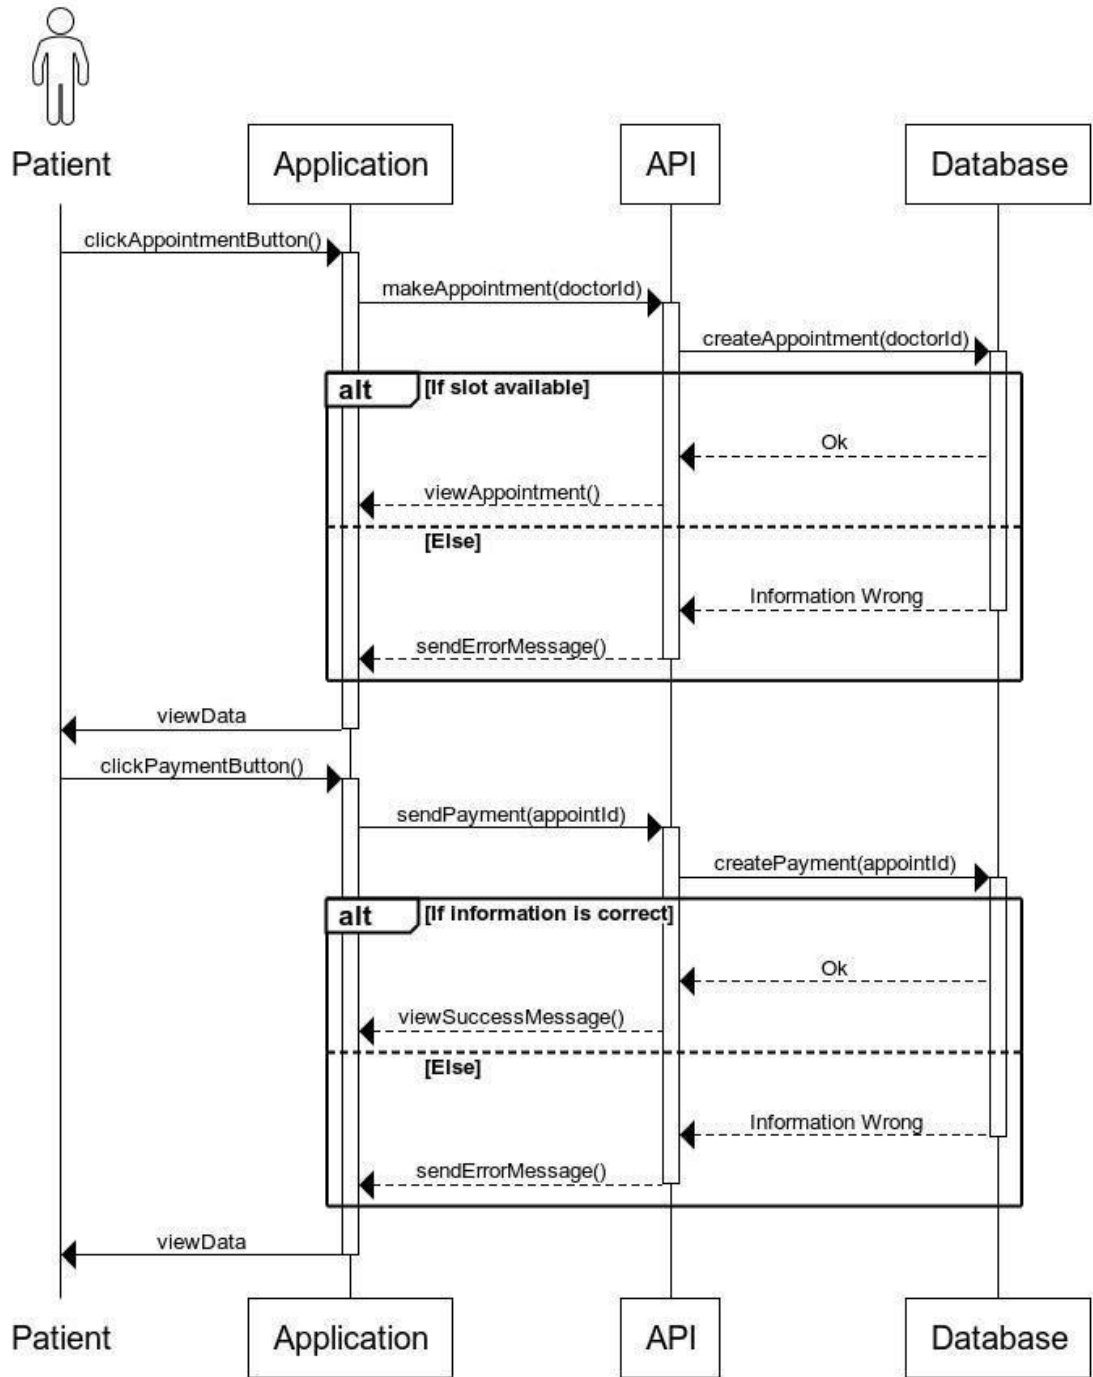 Patient
Application
API
Database
clickAppointmentButton()
makeAppointment(doctorId)
createAppointment(doctorId)
alt [If slot available]
Ok
viewAppointment()
[Else]
Information Wrong
sendErrorMessage()
viewData
clickPaymentButton()
sendPayment(appointId)
createPayment(appointId)
alt [If information is correct]
Ok
viewSuccessMessage()
[Else]
Information Wrong
sendErrorMessage()
viewData
Patient
Application
API
Database